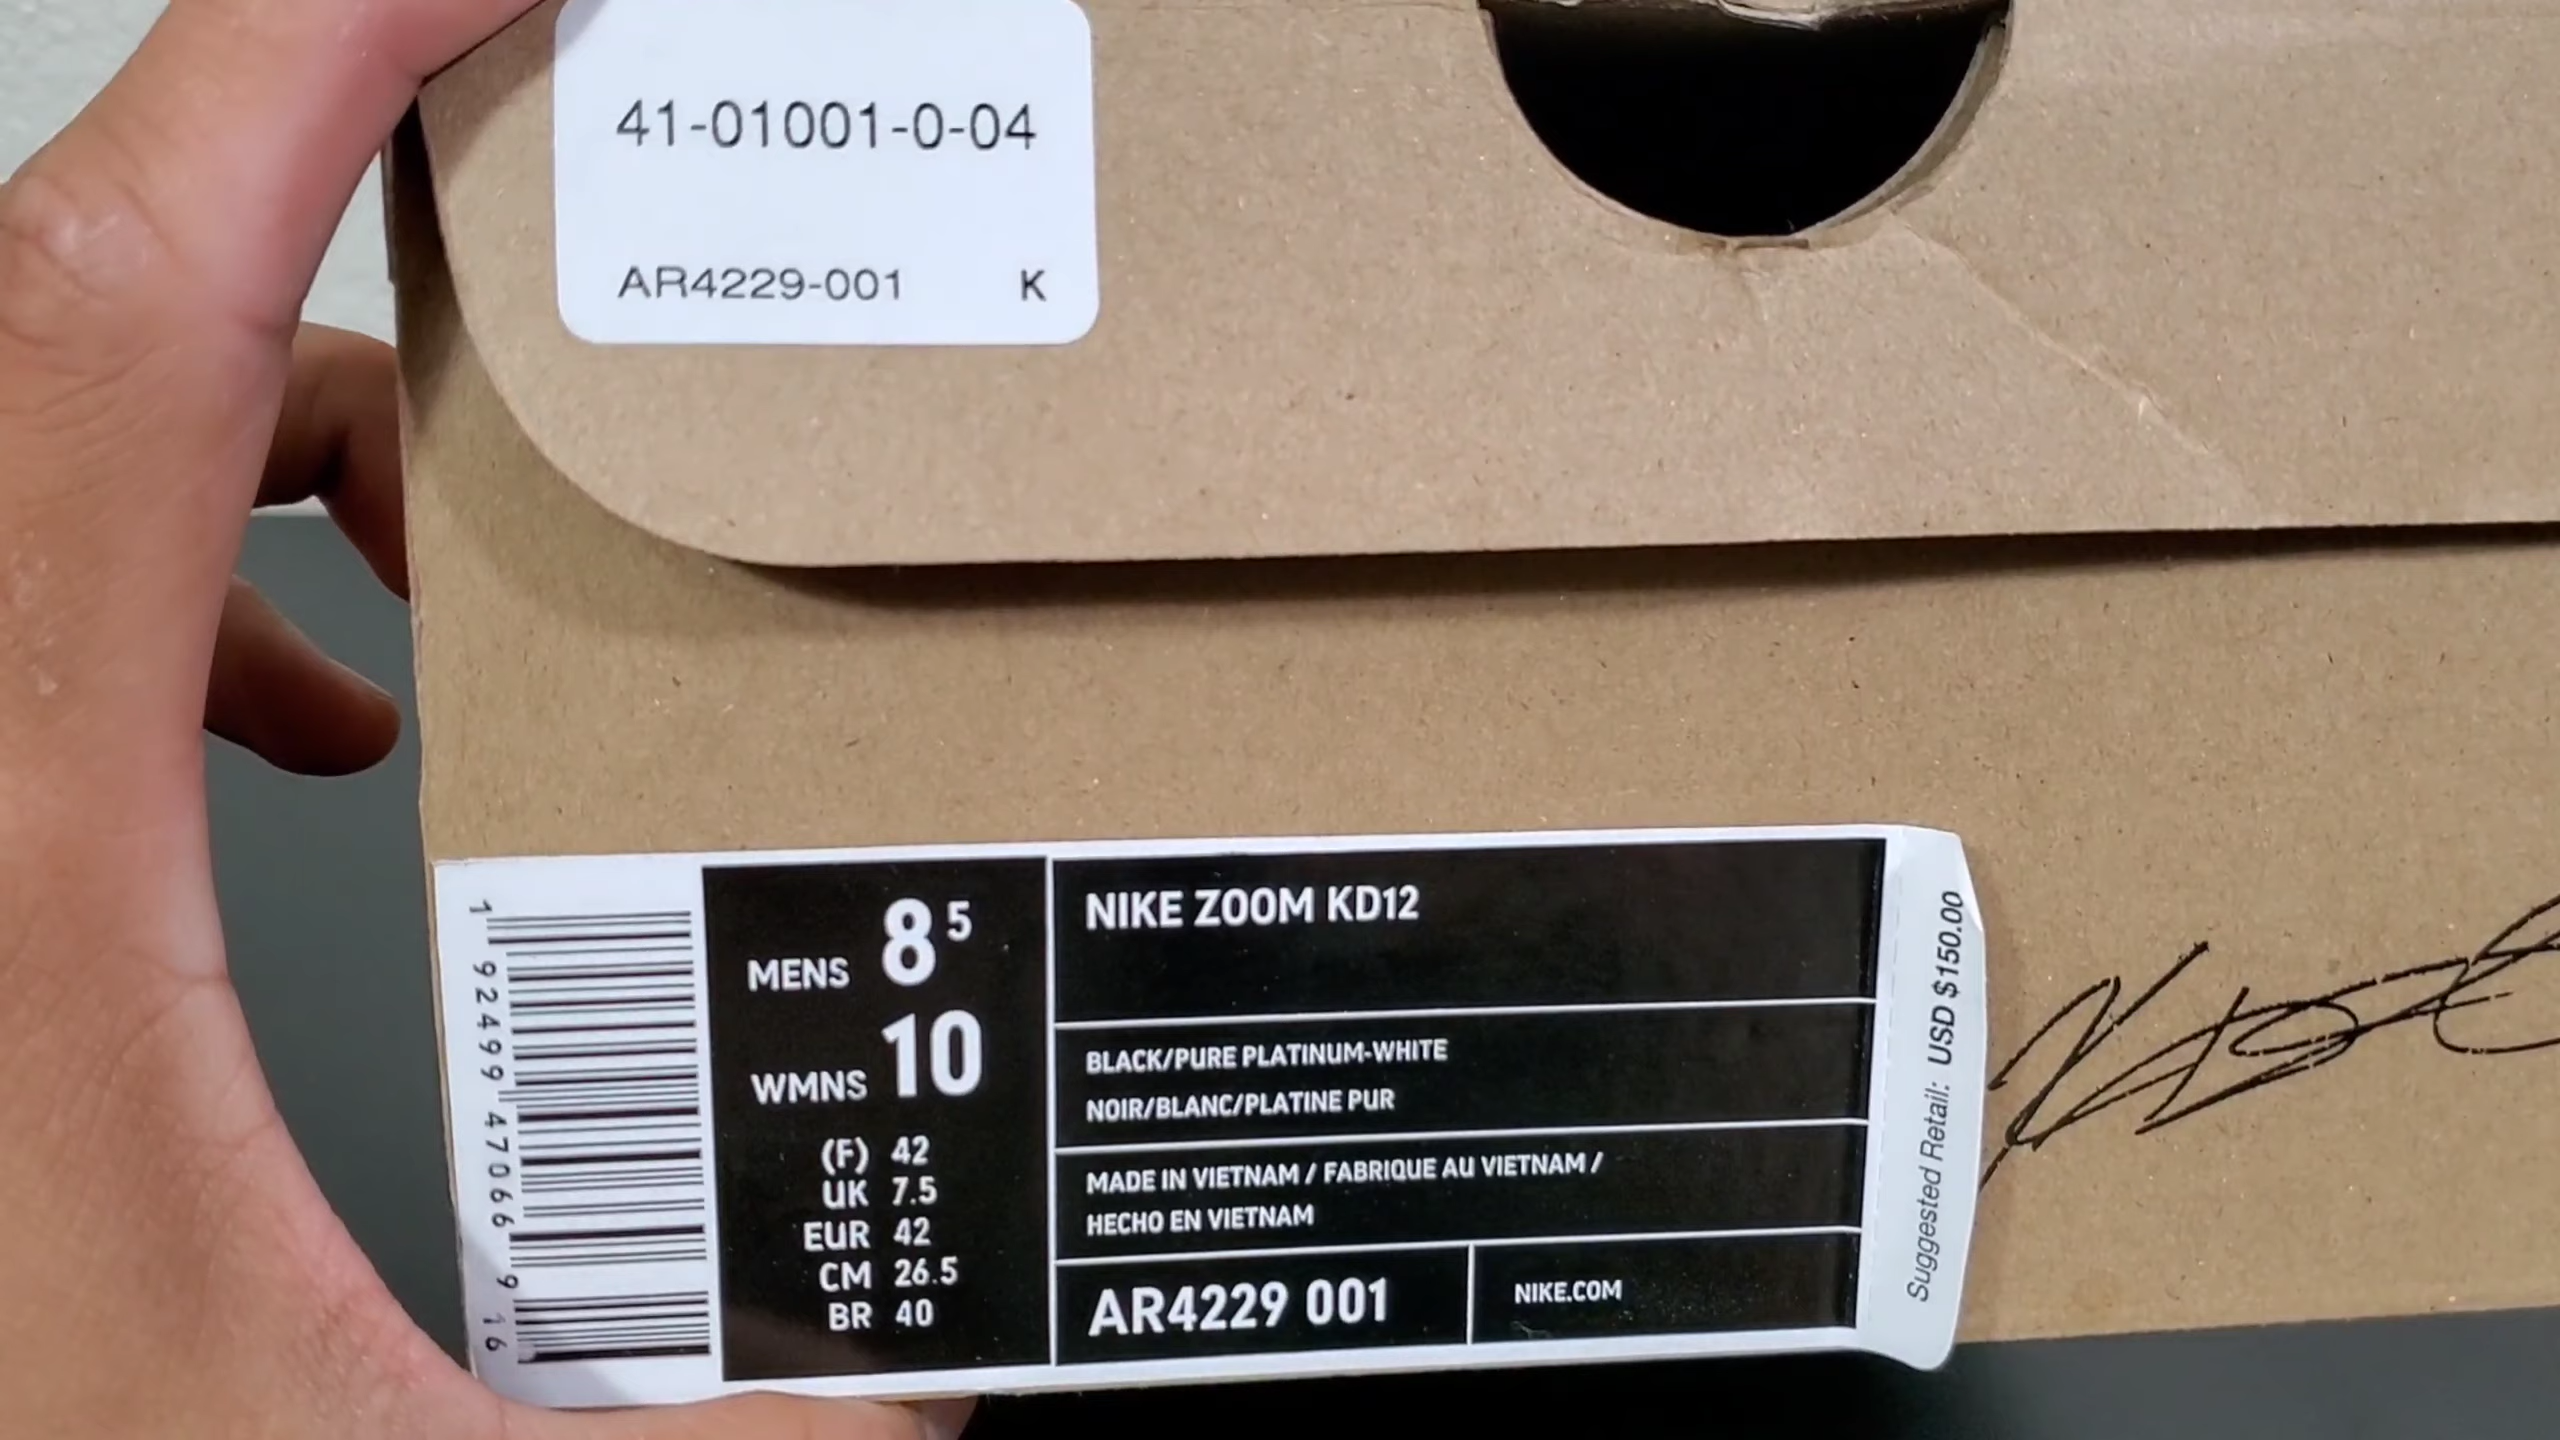 41-01001-0-04
AR4229-001 K
1 92499 47066 9 16
MENS 8 5
WMNS 10
(F) 42
UK 7.5
EUR 42
CM 26.5
BR 40
NIKE ZOOM KD12
BLACK/PURE PLATINUM-WHITE
NOIR/BLANC/PLATINE PUR
MADE IN VIETNAM / FABRIQUE AU VIETNAM /
HECHO EN VIETNAM
AR4229 001
NIKE.COM
Suggested Retail: USD $150.00